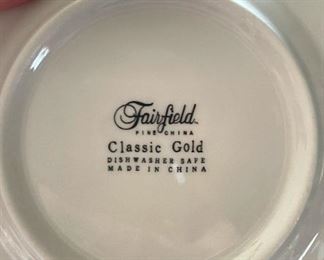 Fairfield
FINE CHINA
Classic Gold
DISHWASHER SAFE
MADE IN CHINA